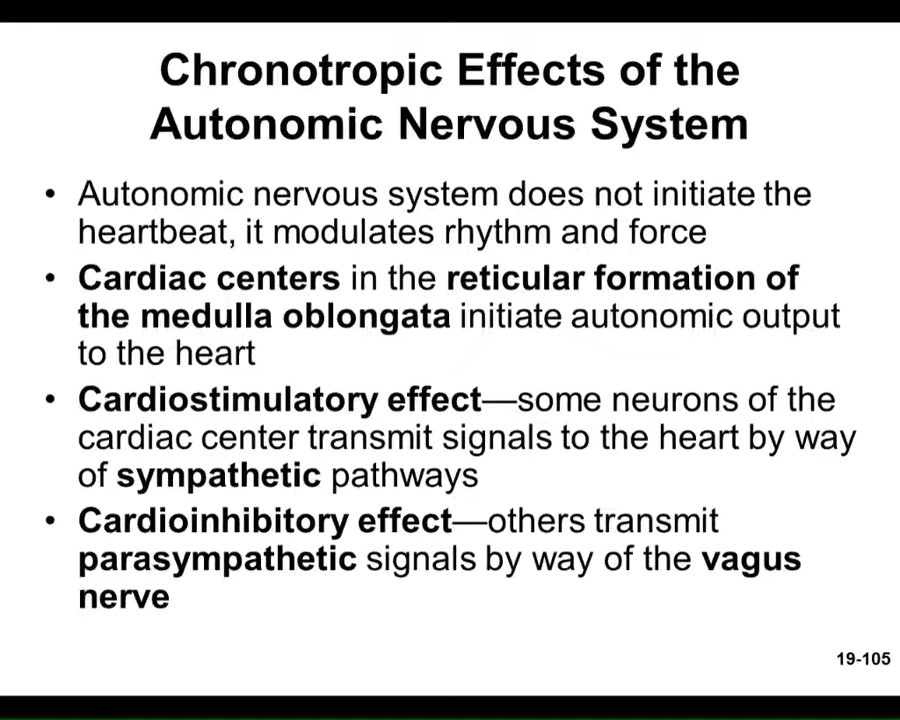 Chronotropic Effects of the
Autonomic Nervous System
• Autonomic nervous system does not initiate the
heartbeat, it modulates rhythm and force
• Cardiac centers in the reticular formation of
the medulla oblongata initiate autonomic output
to the heart
• Cardiostimulatory effect—some neurons of the
cardiac center transmit signals to the heart by way
of sympathetic pathways
• Cardioinhibitory effect—others transmit
parasympathetic signals by way of the vagus
nerve
19-105